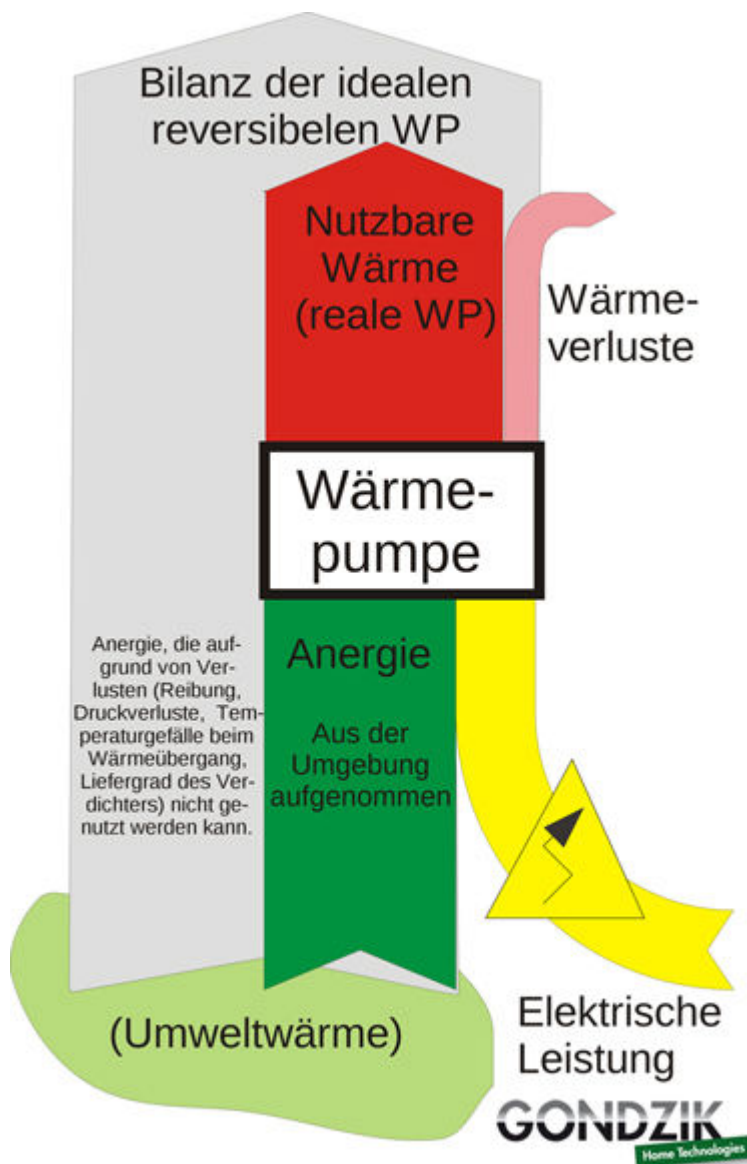 Bilanz der idealen
reversibelen WP
Nutzbare
Wärme
(reale WP)
Wärme-
verluste
Wärme-
pumpe
Anergie, die auf-
grund von Ver-
lusten (Reibung,
Druckverluste, Tem-
peraturgefälle beim
Wärmeübergang,
Liefergrad des Ver-
dichters) nicht ge-
nutzt werden kann.
Anergie
Aus der
Umgebung
aufgenommen
(Umweltwärme)
Elektrische
Leistung
GONDZIK
Home Technologies